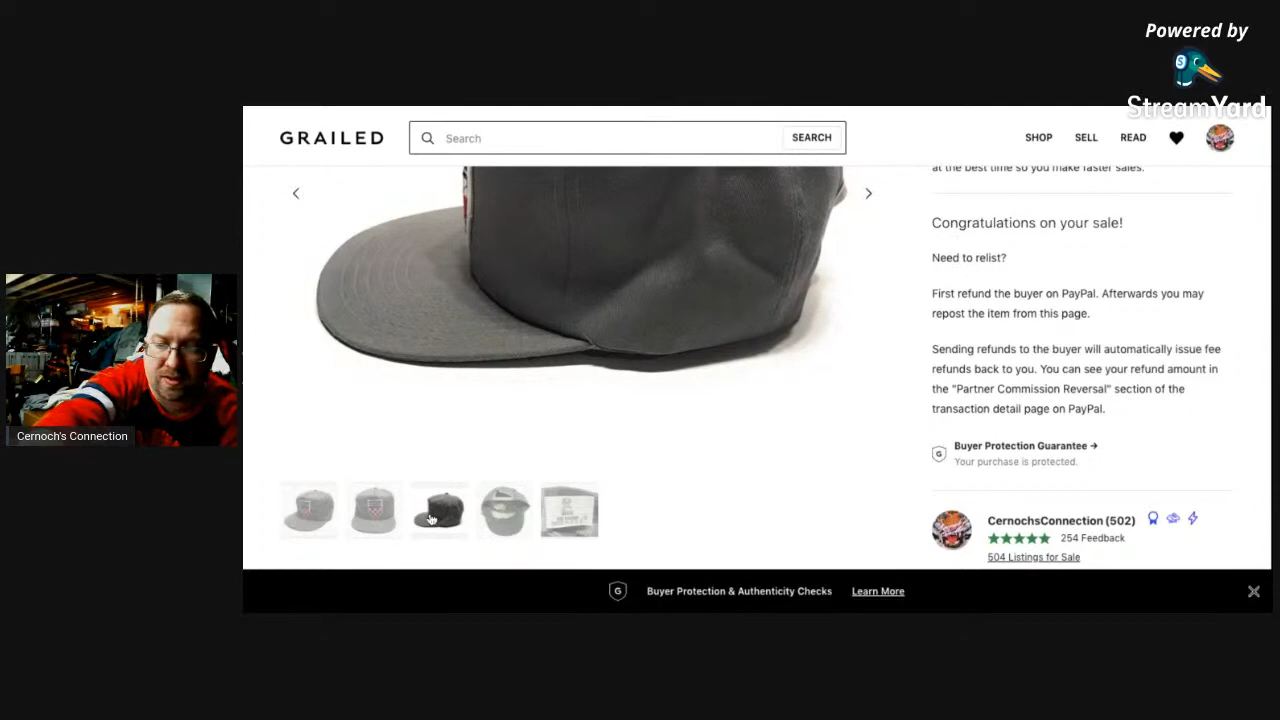 Powered by
StreamYard
GRAILED
Search
SEARCH
SHOP
SELL
READ
at the best time so you make faster sales.
Congratulations on your sale!
Need to relist?
First refund the buyer on PayPal. Afterwards you may
repost the item from this page.
Sending refunds to the buyer will automatically issue fee
refunds back to you. You can see your refund amount in
the "Partner Commission Reversal" section of the
transaction detail page on PayPal.
Buyer Protection Guarantee →
Your purchase is protected.
CernochsConnection (502)
254 Feedback
504 Listings for Sale
Cernoch's Connection
G Buyer Protection & Authenticity Checks Learn More